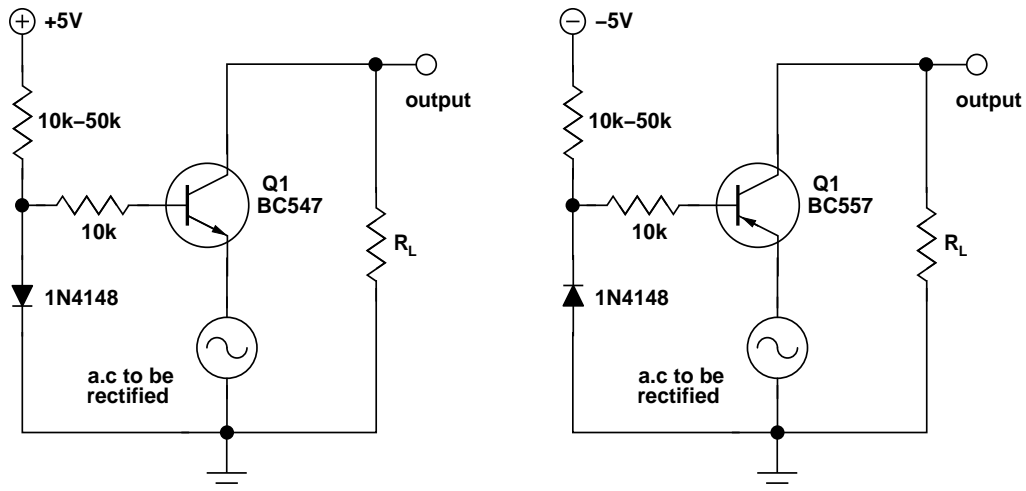 +5V
10k–50k
output
Q1
BC547
10k
R_L
1N4148
a.c to be
rectified
–5V
10k–50k
output
Q1
BC557
10k
R_L
1N4148
a.c to be
rectified